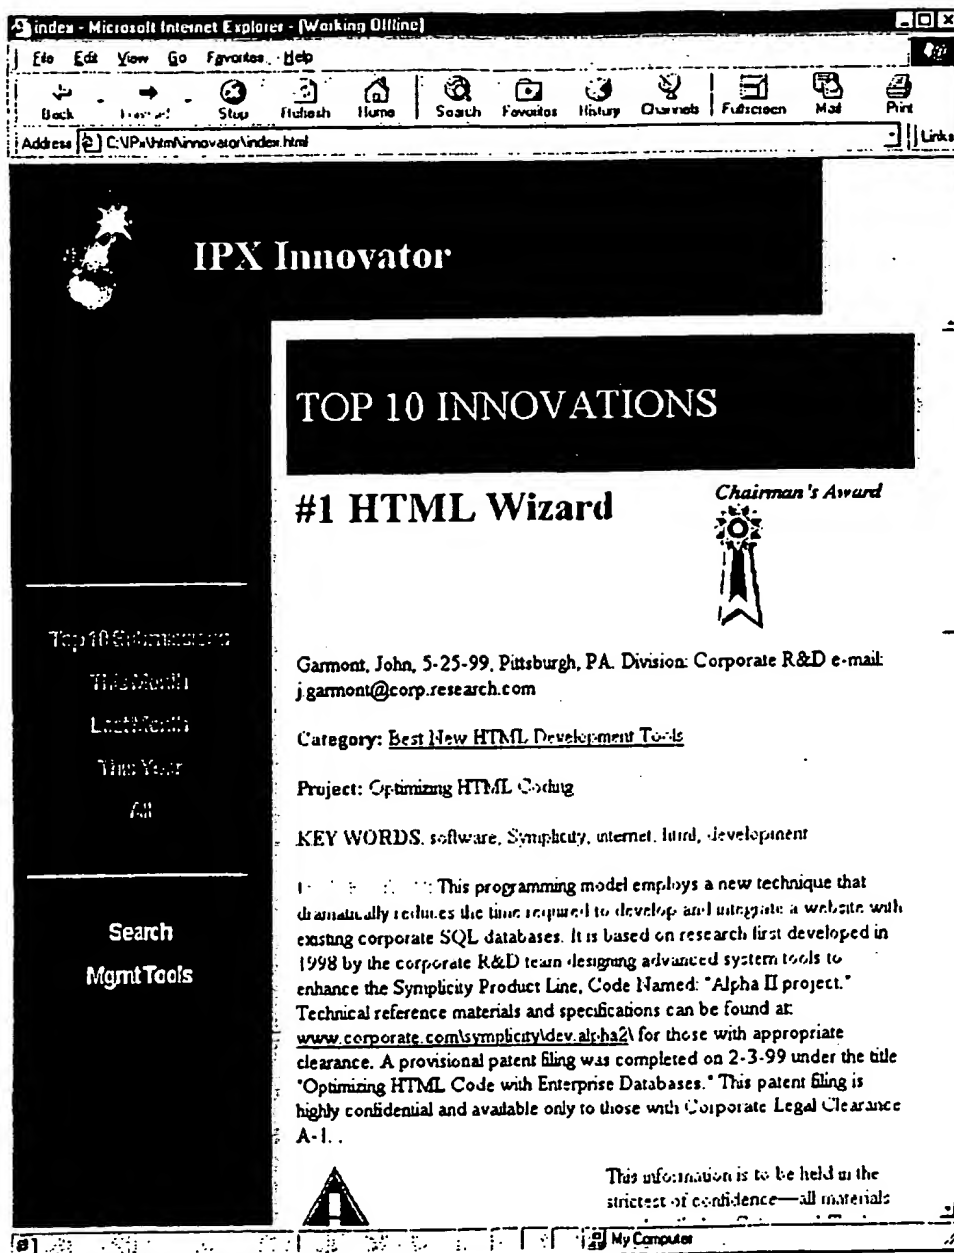 index - Microsoft Internet Explorer - [Working Offline]
File Edit View Go Favorites Help
Back Stop Refresh Home Search Favorites History Channels Fullscreen Mail Print
Address C:\IPx\html\innovator\index.html Links
IPX Innovator
TOP 10 INNOVATIONS
#1 HTML Wizard
Chairman's Award
Top 10 Submissions
This Month
Last Month
This Year
All
Search
Mgmt Tools
Garmont, John, 5-25-99, Pittsburgh, PA. Division: Corporate R&D e-mail:
j.garmont@corp.research.com
Category: Best New HTML Development Tools
Project: Optimizing HTML Coding
KEY WORDS. software, Symplicity, internet, html, development
This programming model employs a new technique that
dramatically reduces the time required to develop and integrate a website with
existing corporate SQL databases. It is based on research first developed in
1998 by the corporate R&D team designing advanced system tools to
enhance the Symplicity Product Line, Code Named: "Alpha II project."
Technical reference materials and specifications can be found at:
www.corporate.com\symplicity\dev.alpha2\ for those with appropriate
clearance. A provisional patent filing was completed on 2-3-99 under the title
"Optimizing HTML Code with Enterprise Databases." This patent filing is
highly confidential and available only to those with Corporate Legal Clearance
A-1. .
This information is to be held in the
strictest of confidence—all materials
My Computer